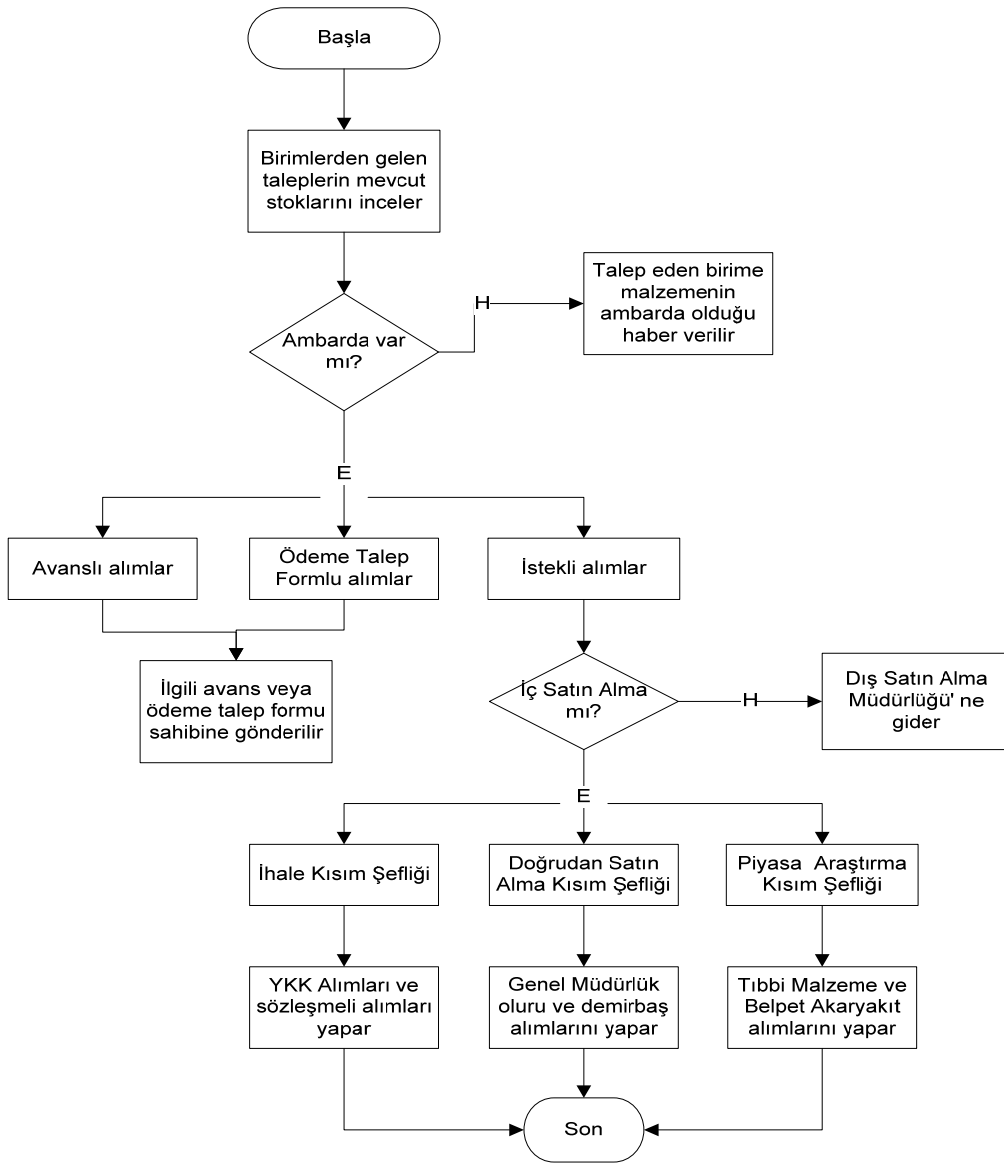 Başla
Birimlerden gelen
taleplerin mevcut
stoklarını inceler
Talep eden birime
malzemenin
ambarda olduğu
haber verilir
H
Ambarda var
mı?
E
Avanslı alımlar
Ödeme Talep
Formlu alımlar
İstekli alımlar
İlgili avans veya
ödeme talep formu
sahibine gönderilir
İç Satın Alma
mı?
H
Dış Satın Alma
Müdürlüğü' ne
gider
E
İhale Kısım Şefliği
Doğrudan Satın
Alma Kısım Şefliği
Piyasa Araştırma
Kısım Şefliği
YKK Alımları ve
sözleşmeli alımları
yapar
Genel Müdürlük
oluru ve demirbaş
alımlarını yapar
Tıbbi Malzeme ve
Belpet Akaryakıt
alımlarını yapar
Son